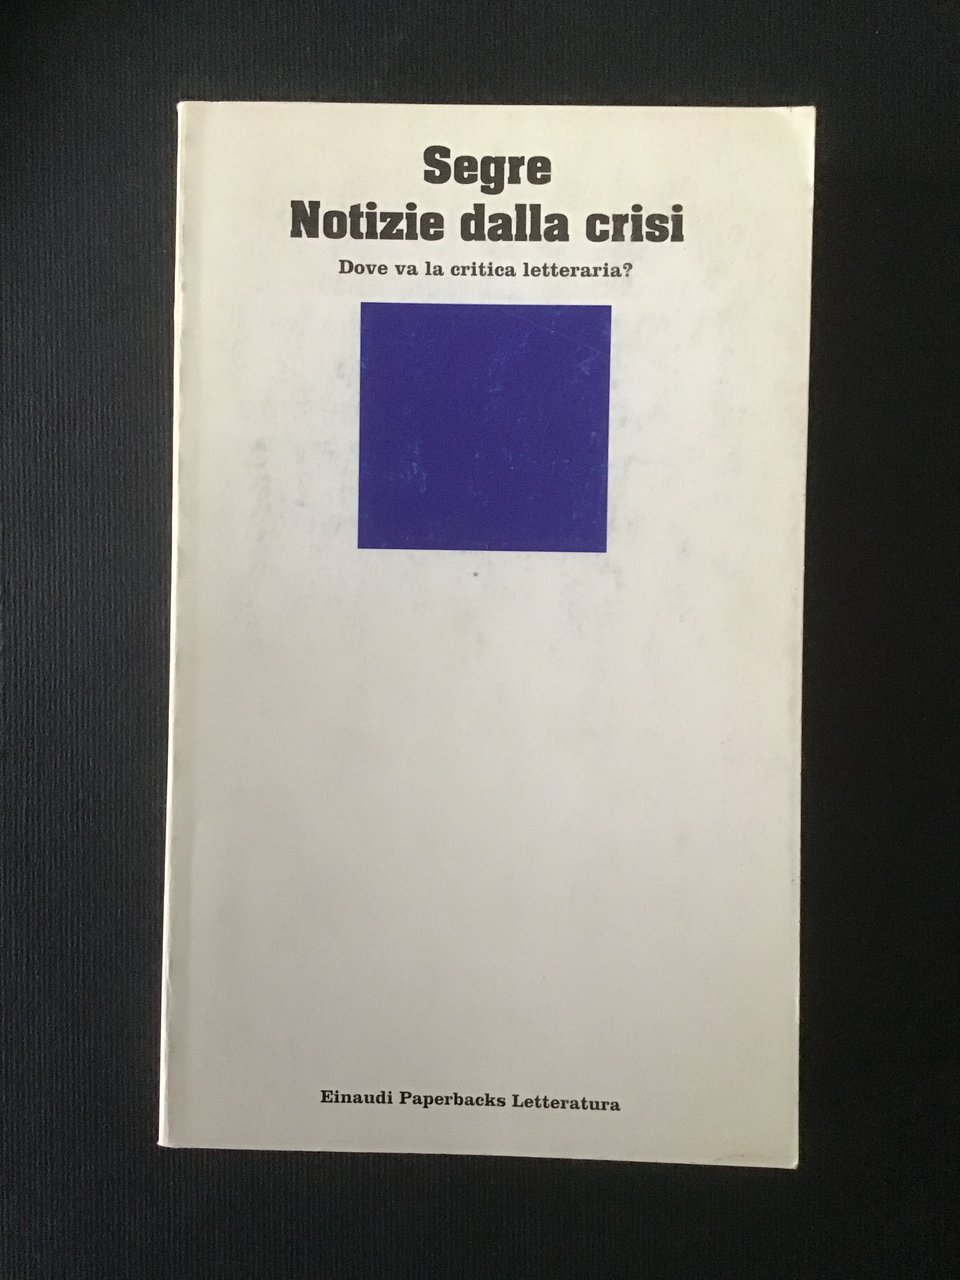 Segre
Notizie dalla crisi
Dove va la critica letteraria?
Einaudi Paperbacks Letteratura